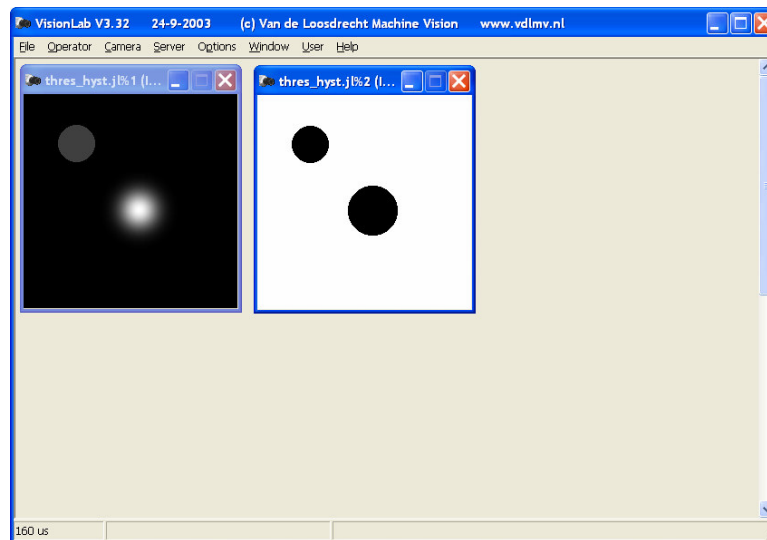 VisionLab V3.32 24-9-2003 (c) Van de Loosdrecht Machine Vision www.vdlmv.nl
File Operator Camera Server Options Window User Help
thres_hyst.jl%1 (I... thres_hyst.jl%2 (I...
160 us